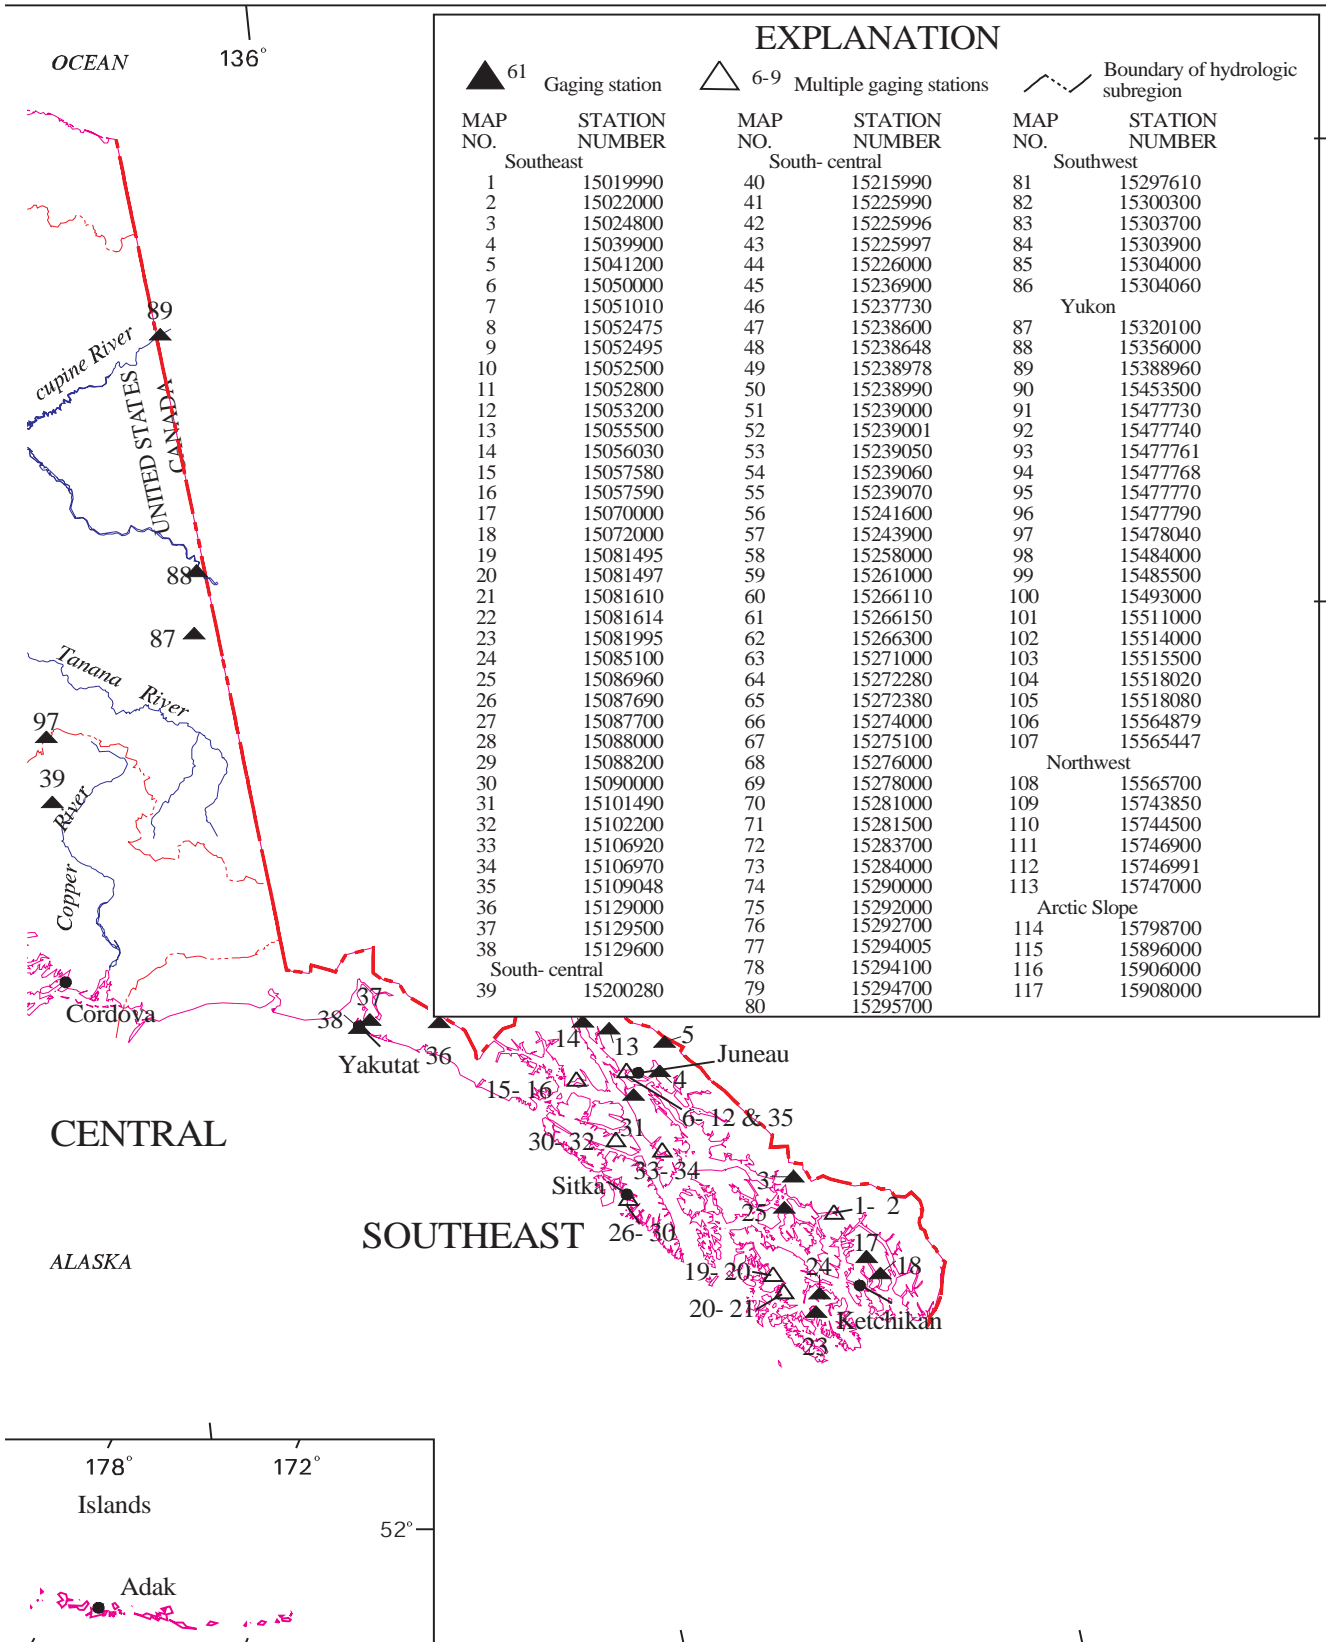 OCEAN
136°
EXPLANATION
61 Gaging station
6-9 Multiple gaging stations
Boundary of hydrologic
subregion
MAP STATION MAP STATION MAP STATION
NO. NUMBER NO. NUMBER NO. NUMBER
Southeast South- central Southwest
1 15019990 40 15215990 81 15297610
2 15022000 41 15225990 82 15300300
3 15024800 42 15225996 83 15303700
4 15039900 43 15225997 84 15303900
5 15041200 44 15226000 85 15304000
6 15050000 45 15236900 86 15304060
7 15051010 46 15237730 Yukon
8 15052475 47 15238600 87 15320100
9 15052495 48 15238648 88 15356000
10 15052500 49 15238978 89 15388960
11 15052800 50 15238990 90 15453500
12 15053200 51 15239000 91 15477730
13 15055500 52 15239001 92 15477740
14 15056030 53 15239050 93 15477761
15 15057580 54 15239060 94 15477768
16 15057590 55 15239070 95 15477770
17 15070000 56 15241600 96 15477790
18 15072000 57 15243900 97 15478040
19 15081495 58 15258000 98 15484000
20 15081497 59 15261000 99 15485500
21 15081610 60 15266110 100 15493000
22 15081614 61 15266150 101 15511000
23 15081995 62 15266300 102 15514000
24 15085100 63 15271000 103 15515500
25 15086960 64 15272280 104 15518020
26 15087690 65 15272380 105 15518080
27 15087700 66 15274000 106 15564879
28 15088000 67 15275100 107 15565447
29 15088200 68 15276000 Northwest
30 15090000 69 15278000 108 15565700
31 15101490 70 15281000 109 15743850
32 15102200 71 15281500 110 15744500
33 15106920 72 15283700 111 15746900
34 15106970 73 15284000 112 15746991
35 15109048 74 15290000 113 15747000
36 15129000 75 15292000 Arctic Slope
37 15129500 76 15292700 114 15798700
38 15129600 77 15294005 115 15896000
South- central 78 15294100 116 15906000
39 15200280 79 15294700 117 15908000
80 15295700
89
cupine River
UNITED STATES
CANADA
88
87
Tanana River
97
39
River
Copper
Cordova
37
38
Yakutat
36
14
13
5
Juneau
4
15- 16
6- 12 & 35
31
30- 32
33- 34
3
Sitka
25
1- 2
26- 30
CENTRAL
SOUTHEAST
ALASKA
17
18
24
19- 20
20- 21
Ketchikan
23
178°
172°
Islands
52°
Adak